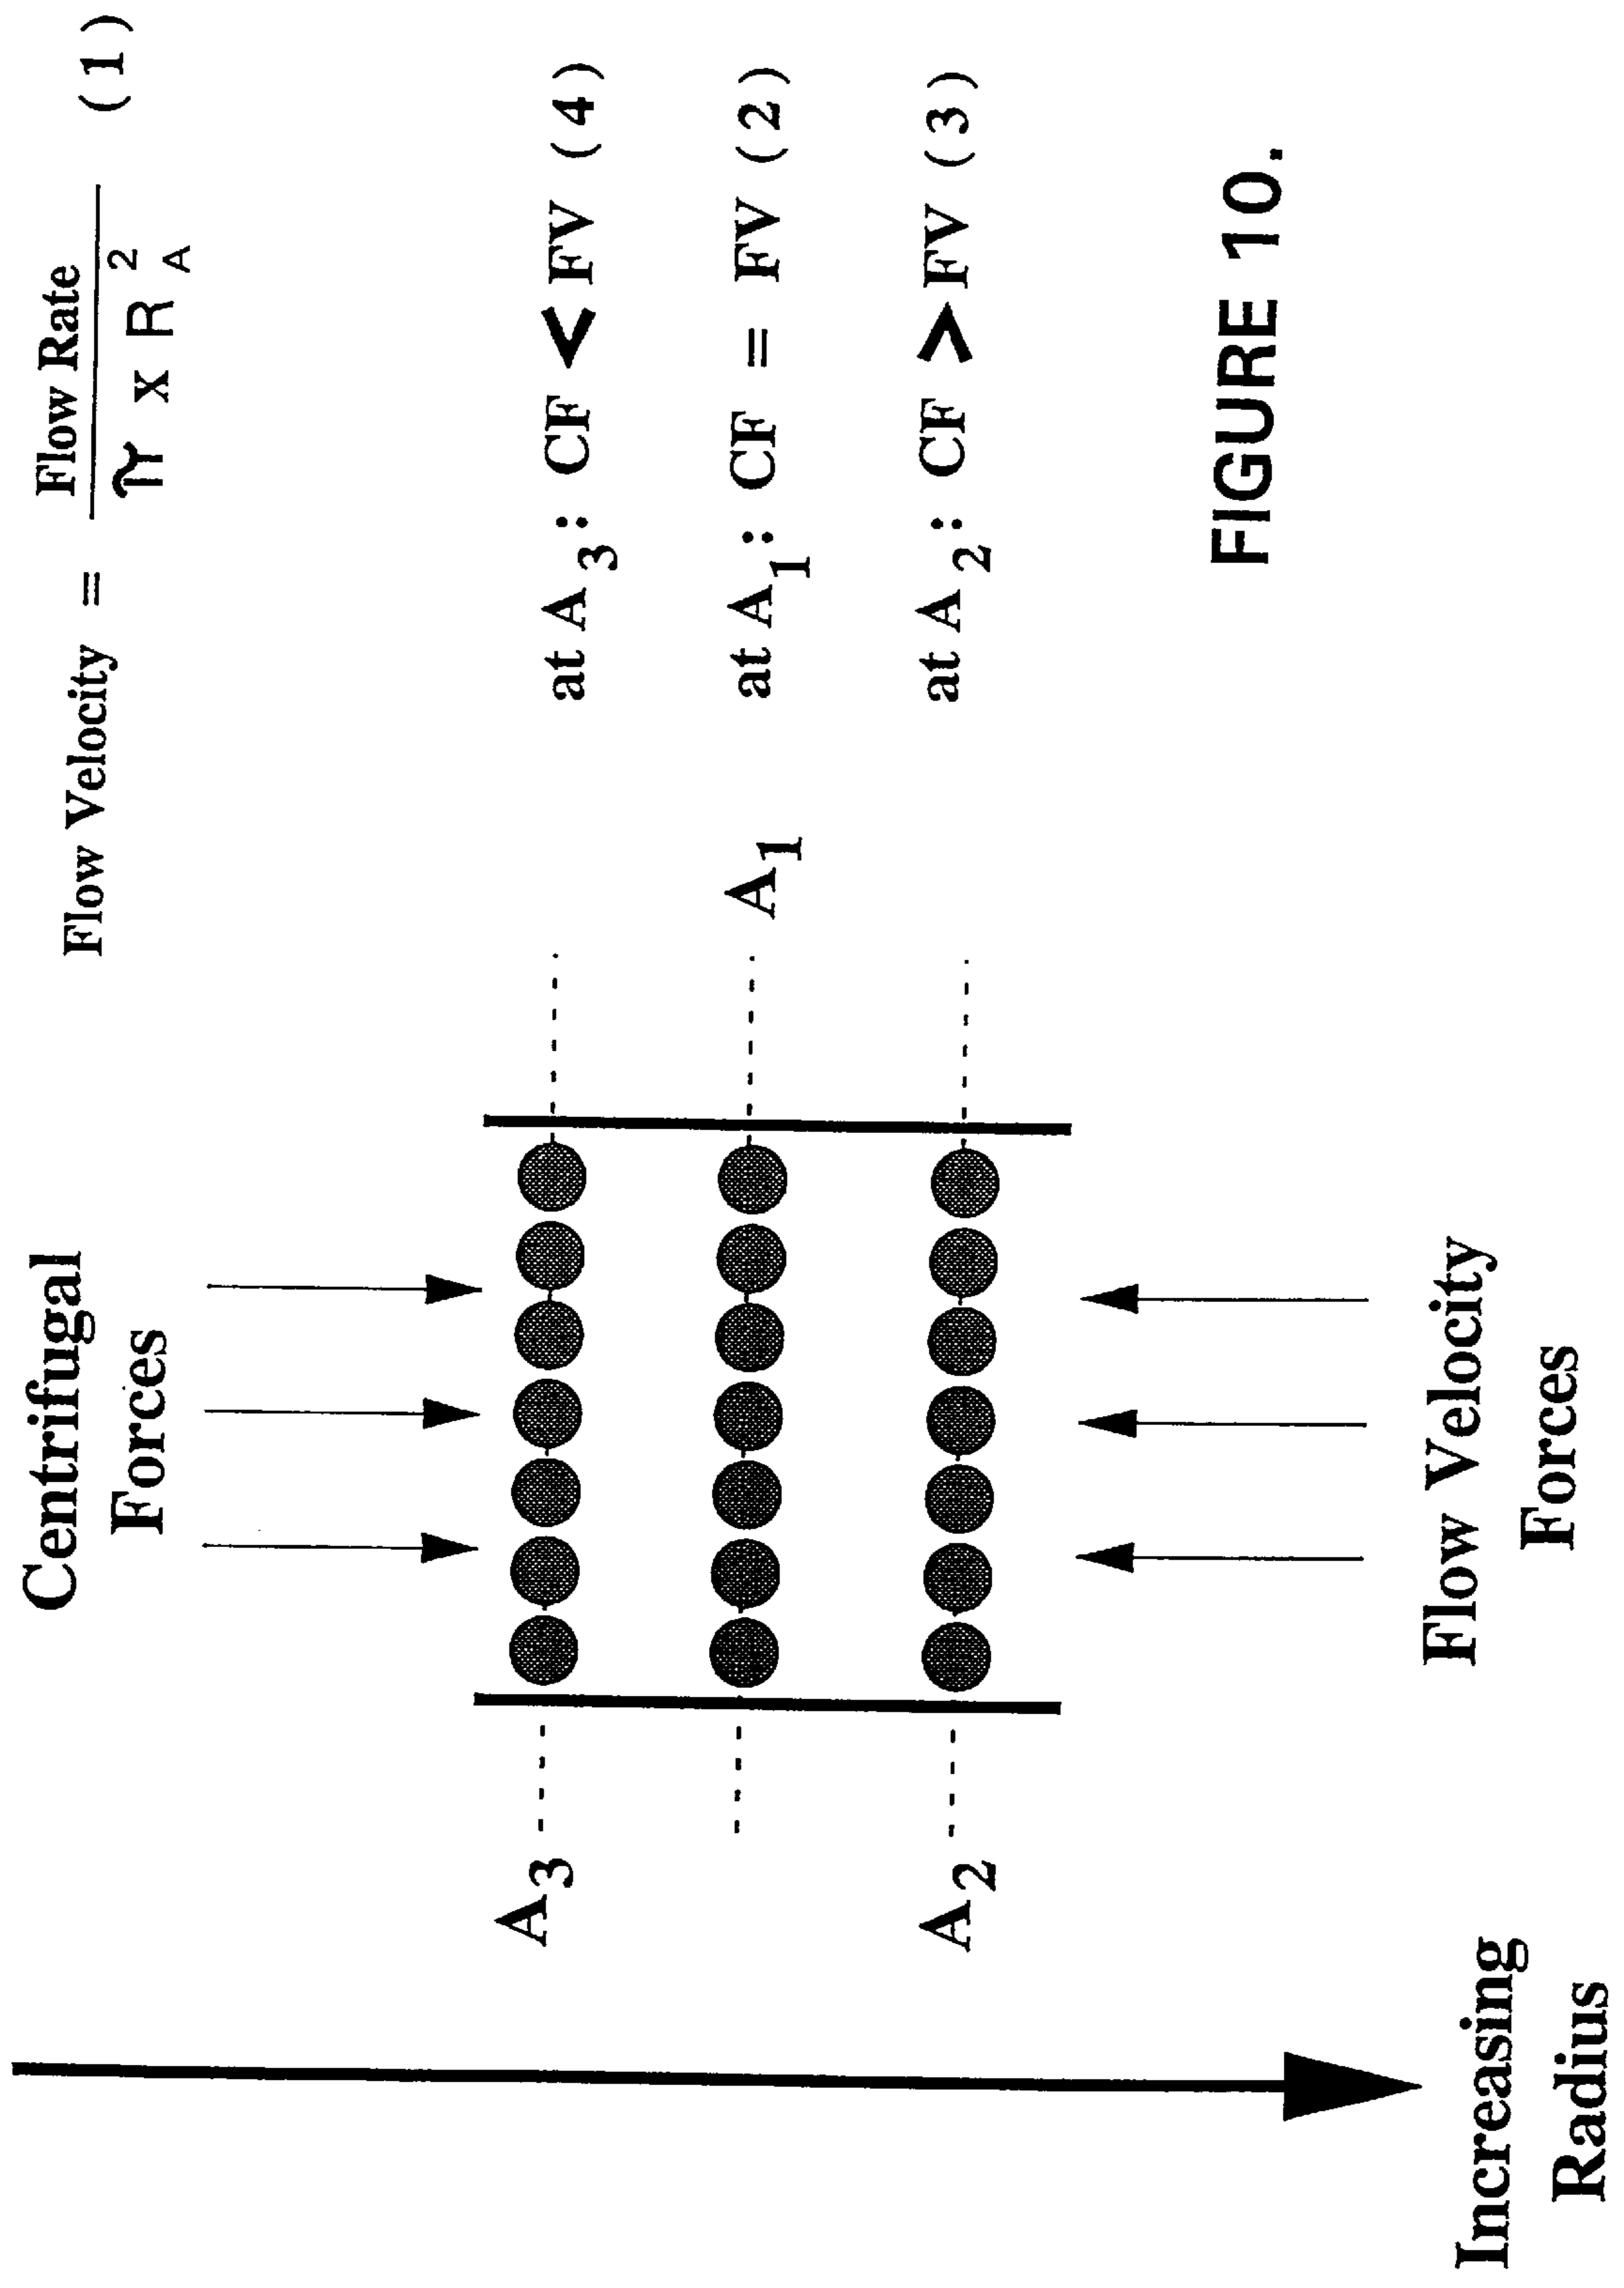 Centrifugal
Forces
Flow Velocity = Flow Rate / π x R_A^2 (1)
A3
at A3: CF < FV (4)
A1
at A1: CF = FV (2)
A2
at A2: CF > FV (3)
Flow Velocity
Forces
Increasing
Radius
FIGURE 10.